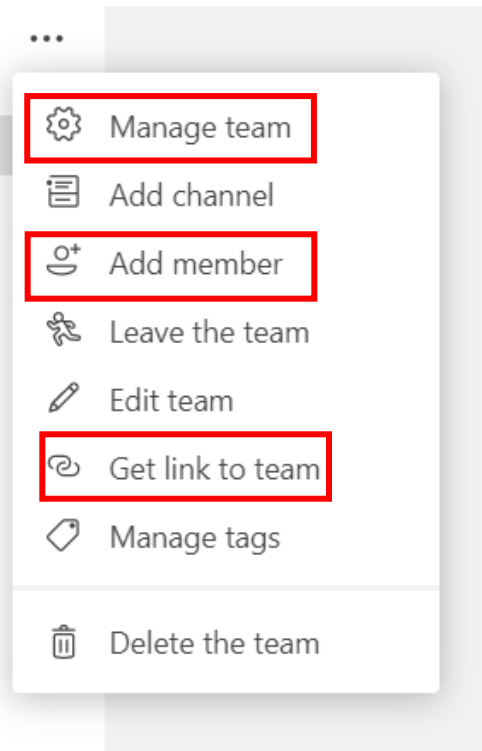 Manage team
Add channel
Add member
Leave the team
Edit team
Get link to team
Manage tags
Delete the team